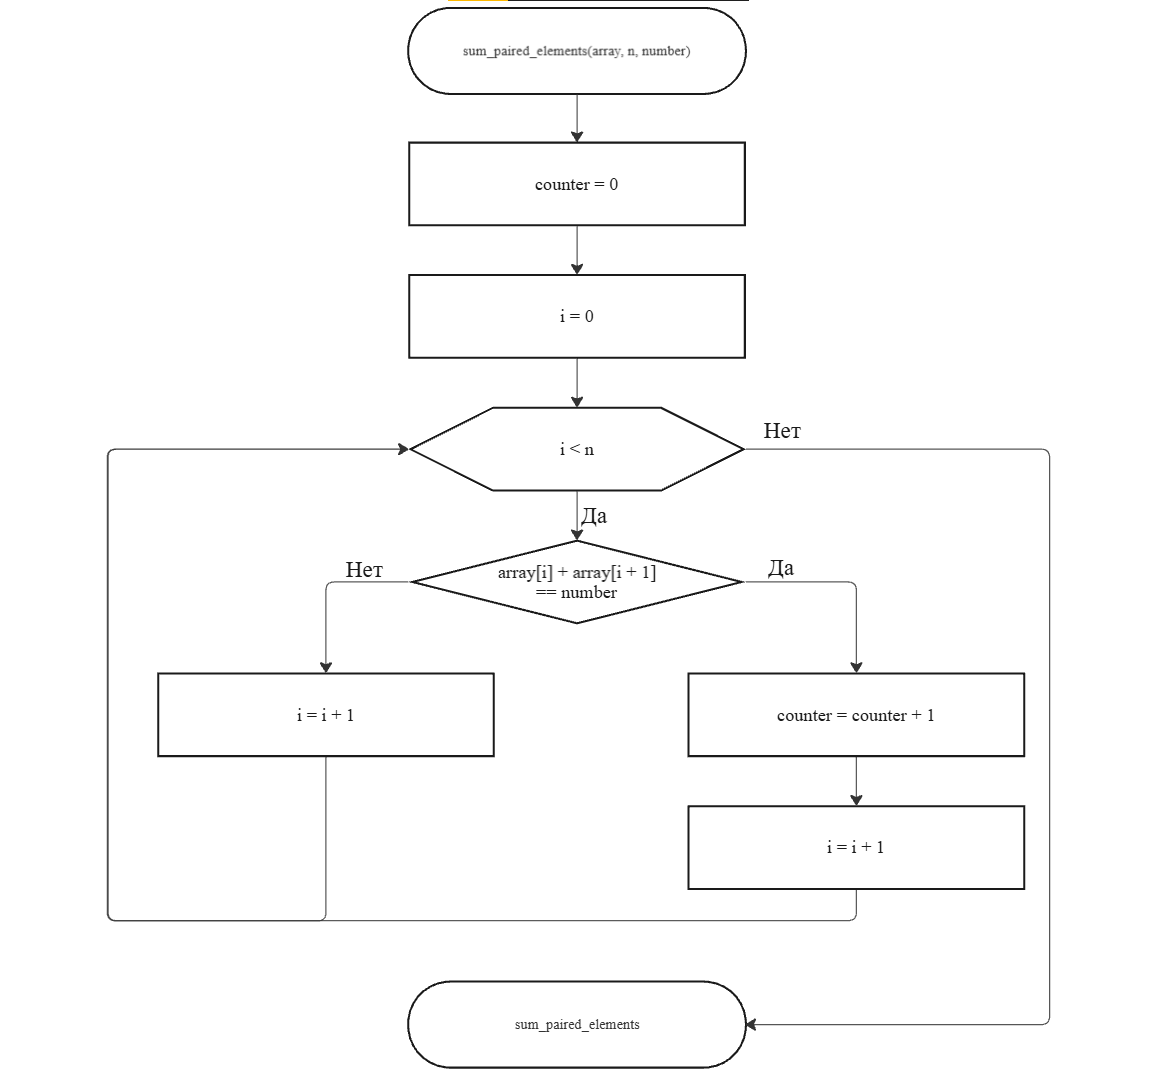 sum_paired_elements(array, n, number)
counter = 0
i = 0
i < n
Нет
Да
array[i] + array[i + 1]
== number
Нет
Да
i = i + 1
counter = counter + 1
i = i + 1
sum_paired_elements